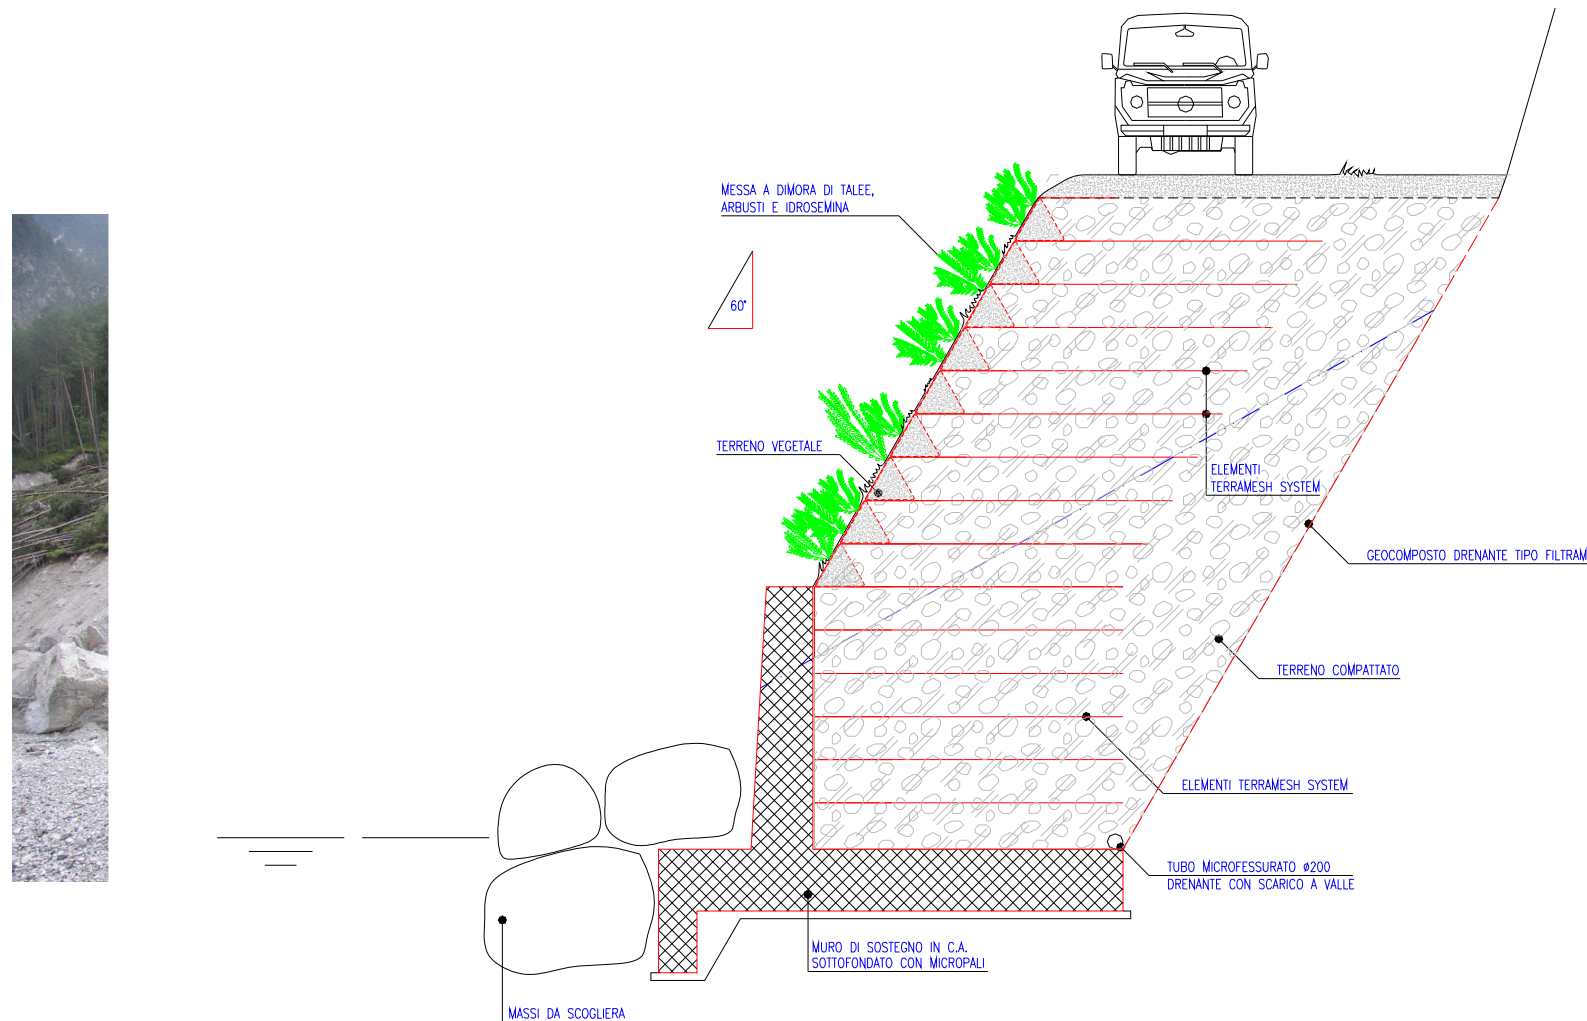 MESSA A DIMORA DI TALEE,
ARBUSTI E IDROSEMINA
60°
TERRENO VEGETALE
ELEMENTI
TERRAMESH SYSTEM
GEOCOMPOSTO DRENANTE TIPO FILTRAM
TERRENO COMPATTATO
ELEMENTI TERRAMESH SYSTEM
TUBO MICROFESSURATO ø200
DRENANTE CON SCARICO A VALLE
MURO DI SOSTEGNO IN C.A.
SOTTOFONDATO CON MICROPALI
MASSI DA SCOGLIERA